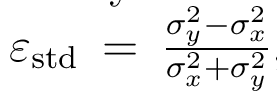 ε_std = (σ_y^2 − σ_x^2) / (σ_x^2 + σ_y^2)